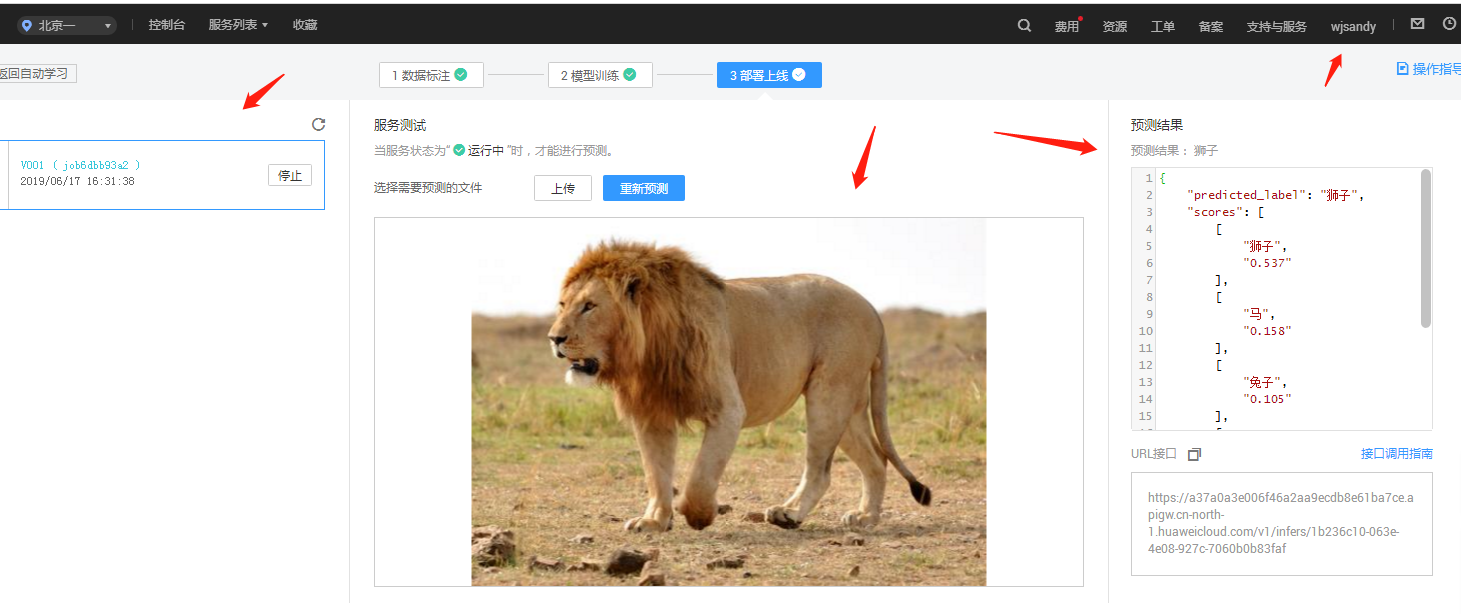 北京一 控制台 服务列表 收藏 费用 资源 工单 备案 支持与服务 wjsandy
返回自动学习 1 数据标注 2 模型训练 3 部署上线 操作指导
V001 ( job6dbb93a2 )
2019/06/17 16:31:38
停止
服务测试
当服务状态为“ 运行中 ”时，才能进行预测。
选择需要预测的文件 上传 重新预测
预测结果
预测结果： 狮子
1 {
2 "predicted_label": "狮子",
3 "scores": [
4 [
5 "狮子",
6 "0.537"
7 ],
8 [
9 "马",
10 "0.158"
11 ],
12 [
13 "兔子",
14 "0.105"
15 ],
URL接口 接口调用指南
https://a37a0a3e006f46a2aa9ecdb8e61ba7ce.a
pigw.cn-north-
1.huaweicloud.com/v1/infers/1b236c10-063e-
4e08-927c-7060b0b83faf